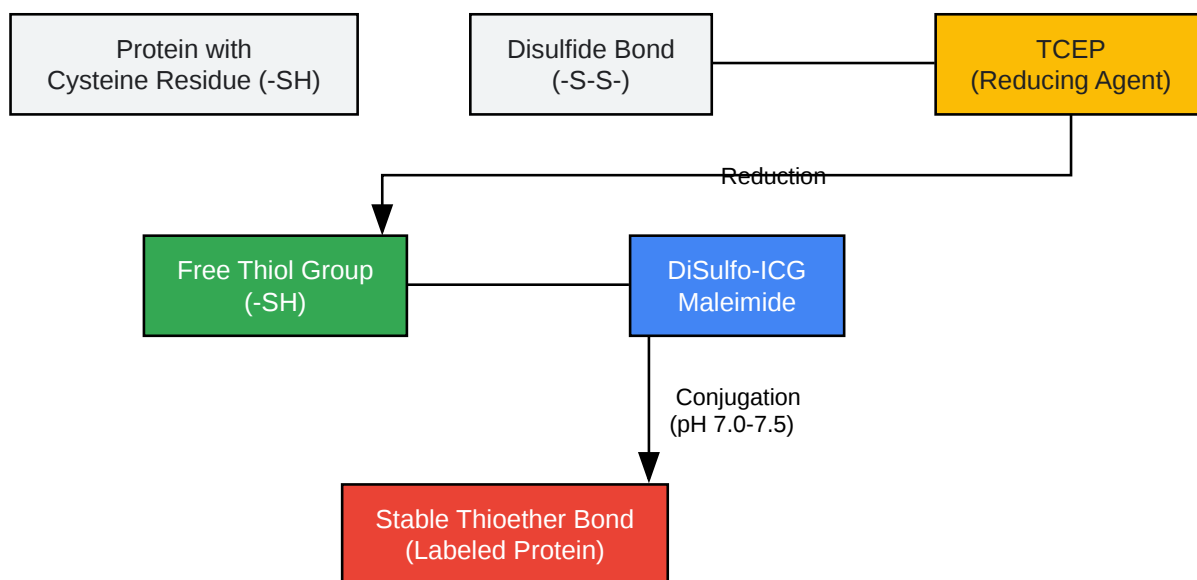 Protein with
Cysteine Residue (-SH)
Disulfide Bond
(-S-S-)
TCEP
(Reducing Agent)
Reduction
Free Thiol Group
(-SH)
DiSulfo-ICG
Maleimide
Conjugation
(pH 7.0-7.5)
Stable Thioether Bond
(Labeled Protein)